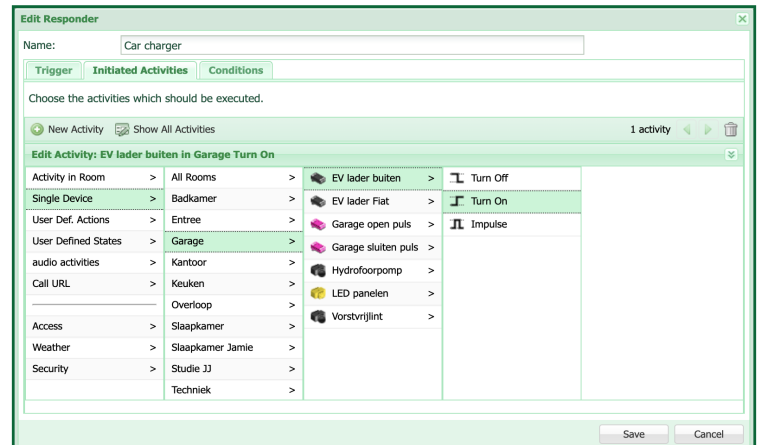 Edit Responder
Name: Car charger
Trigger Initiated Activities Conditions
Choose the activities which should be executed.
New Activity Show All Activities 1 activity
Edit Activity: EV lader buiten in Garage Turn On
Activity in Room > All Rooms > EV lader buiten > Turn Off
Single Device > Badkamer > EV lader Fiat > Turn On
User Def. Actions > Entree > Garage open puls > Impulse
User Defined States > Garage > Garage sluiten puls >
audio activities > Kantoor > Hydrofoorpomp >
Call URL > Keuken > LED panelen >
Overloop > Vorstvrijlint >
Access > Slaapkamer >
Weather > Slaapkamer Jamie >
Security > Studie JJ >
Techniek >
Save Cancel